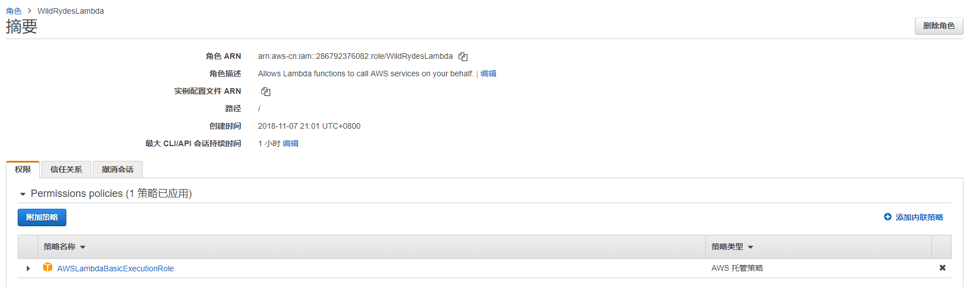 角色 > WildRydesLambda
摘要
删除角色
角色 ARN arn:aws-cn:iam::286792376082:role/WildRydesLambda
角色描述 Allows Lambda functions to call AWS services on your behalf. | 编辑
实例配置文件 ARN
路径 /
创建时间 2018-11-07 21:01 UTC+0800
最大 CLI/API 会话持续时间 1 小时 编辑
权限 信任关系 撤消会话
Permissions policies (1 策略已应用)
附加策略 添加内联策略
策略名称 策略类型
AWSLambdaBasicExecutionRole AWS 托管策略